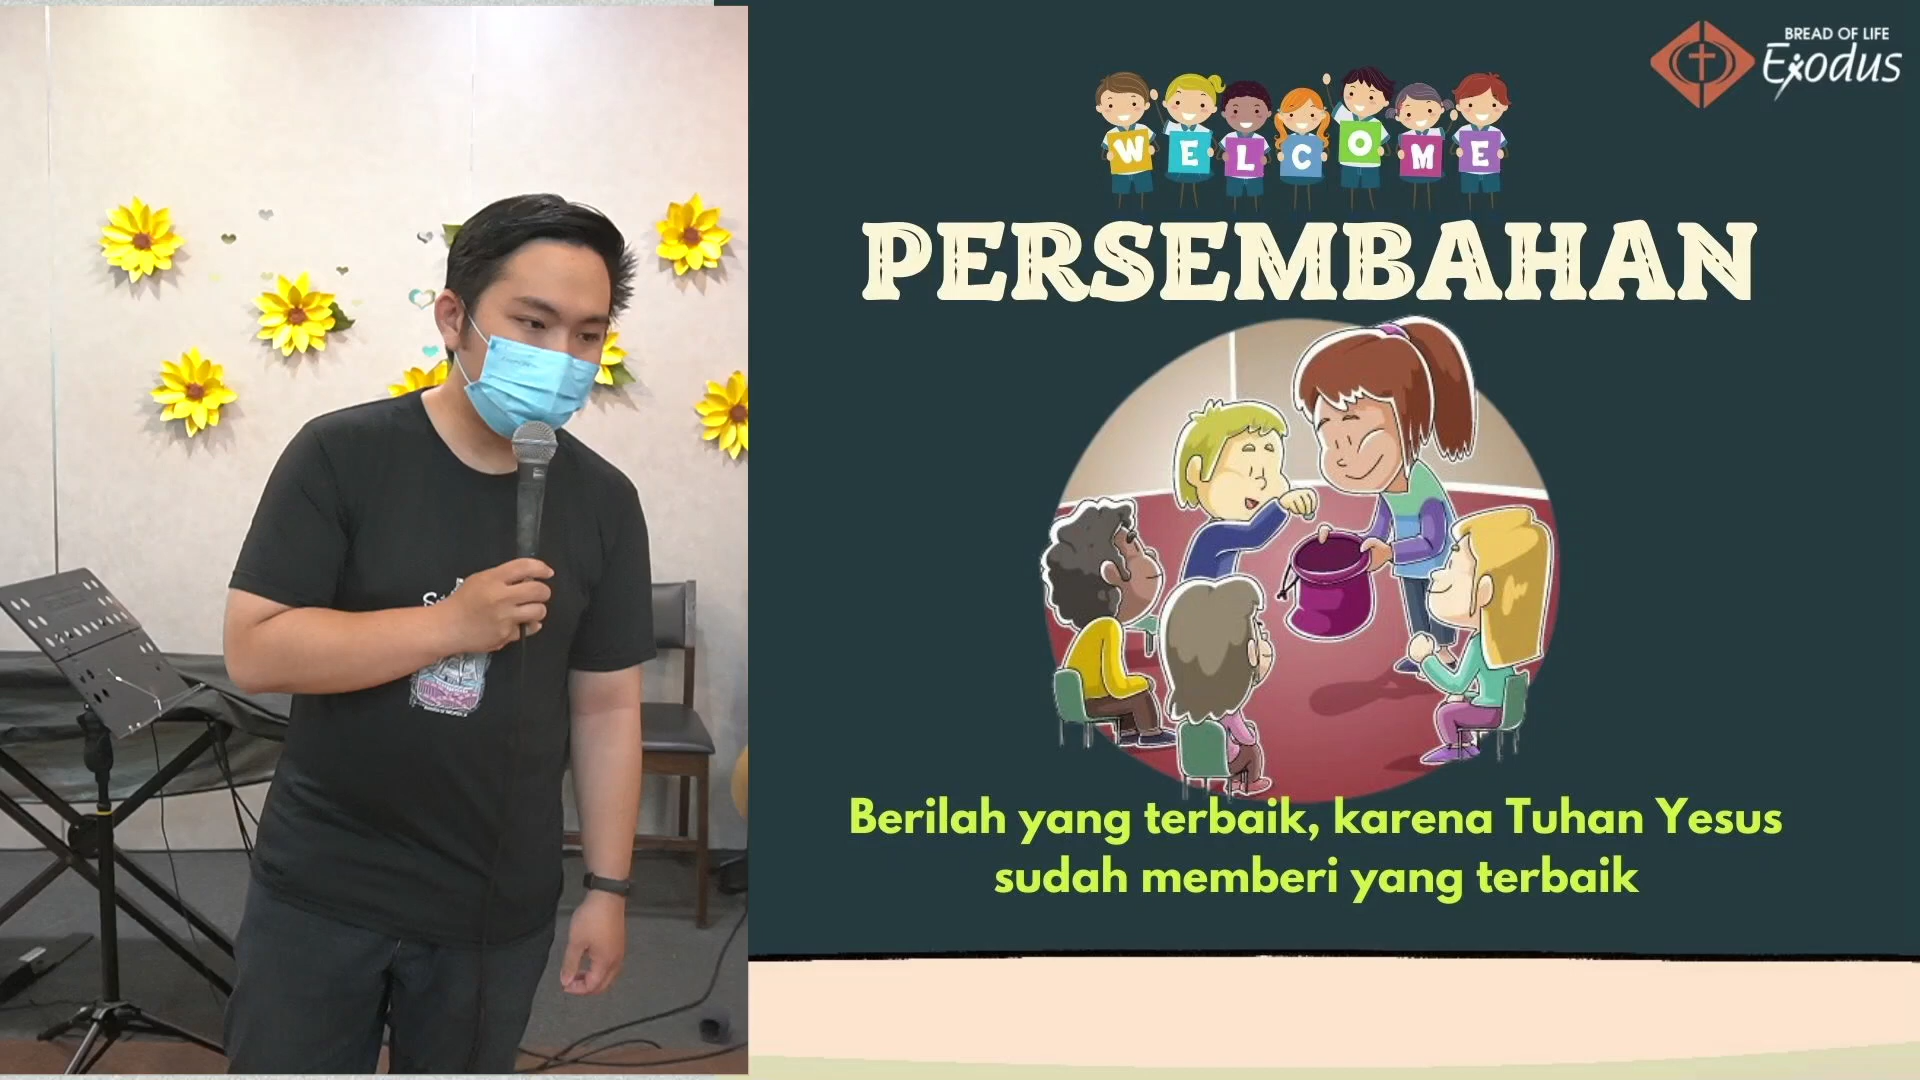 BREAD OF LIFE
Exodus
WELCOME
PERSEMBAHAN
Berilah yang terbaik, karena Tuhan Yesus
sudah memberi yang terbaik